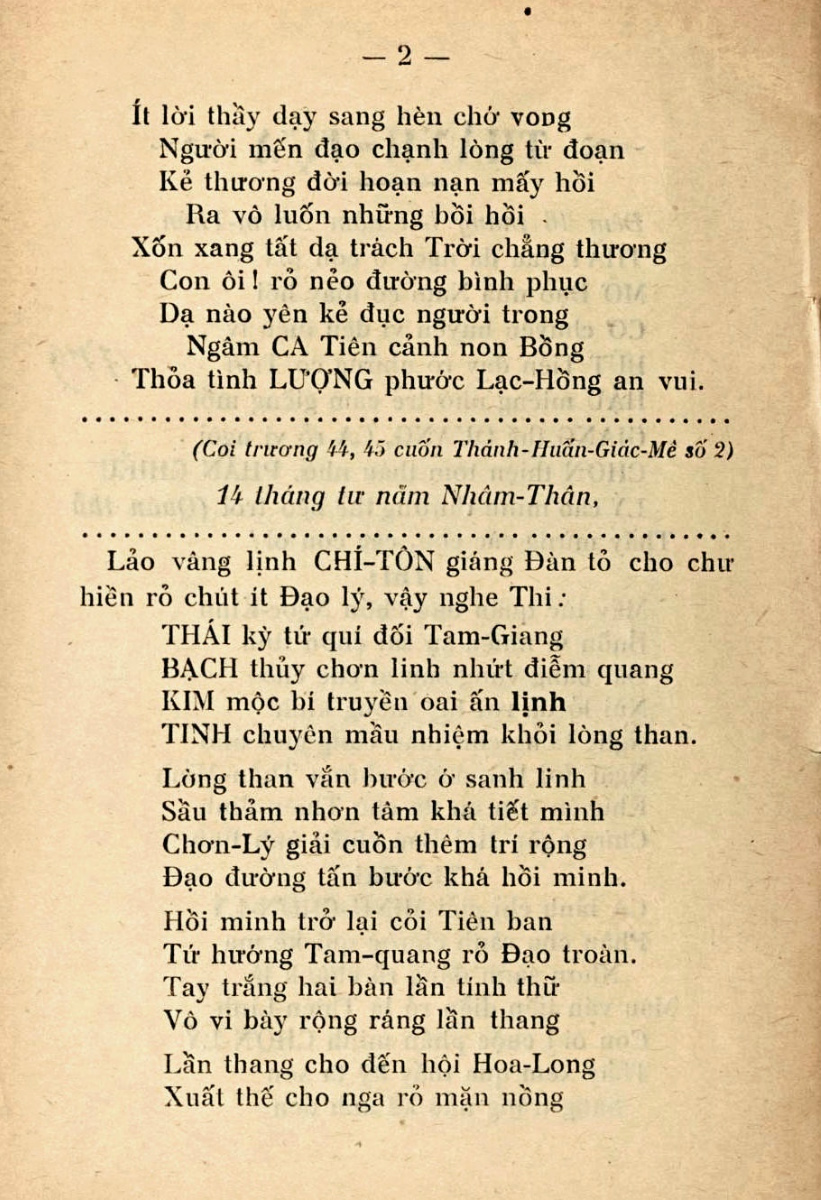 — 2 —
Ít lời thầy dạy sang hèn chớ vong
Người mến đạo chạnh lòng từ đoạn
Kẻ thương đời hoạn nạn mấy hồi
Ra vô luốn những bồi hồi
Xốn xang tất dạ trách Trời chẳng thương
Con ôi! rỏ nẻo đường bình phục
Dạ nào yên kẻ đục người trong
Ngâm CA Tiên cảnh non Bồng
Thỏa tình LƯỢNG phước Lạc-Hồng an vui.
(Coi trương 44, 45 cuốn Thánh-Huấn-Giác-Mê số 2)
14 tháng tư năm Nhâm-Thân,
Lảo vâng lịnh CHÍ-TÔN giáng Đàn tỏ cho chư
hiền rỏ chút ít Đạo lý, vậy nghe Thi:
THÁI kỳ tứ quí đối Tam-Giang
BẠCH thủy chơn linh nhứt điễm quang
KIM mộc bí truyền oai ấn lịnh
TINH chuyên mầu nhiệm khỏi lòng than.
Lòng than vắn bước ở sanh linh
Sầu thảm nhơn tâm khá tiết mình
Chơn-Lý giải cuồn thêm trí rộng
Đạo đường tấn bước khá hồi minh.
Hồi minh trở lại cỏi Tiên ban
Tứ hướng Tam-quang rỏ Đạo troàn.
Tay trắng hai bàn lần tính thữ
Vô vi bày rộng ráng lần thang
Lần thang cho đến hội Hoa-Long
Xuất thế cho nga rỏ mặn nồng